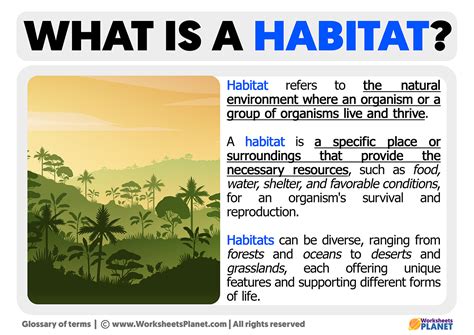 WHAT IS A HABITAT?
Habitat refers to the natural
environment where an organism or a
group of organisms live and thrive.
A habitat is a specific place or
surroundings that provide the
necessary resources, such as food,
water, shelter, and favorable conditions,
for an organism's survival and
reproduction.
Habitats can be diverse, ranging from
forests and oceans to deserts and
grasslands, each offering unique
features and supporting different forms
of life.
Glossary of terms | © www.WorksheetsPlanet.com | All rights reserved
Worksheets
PLANET